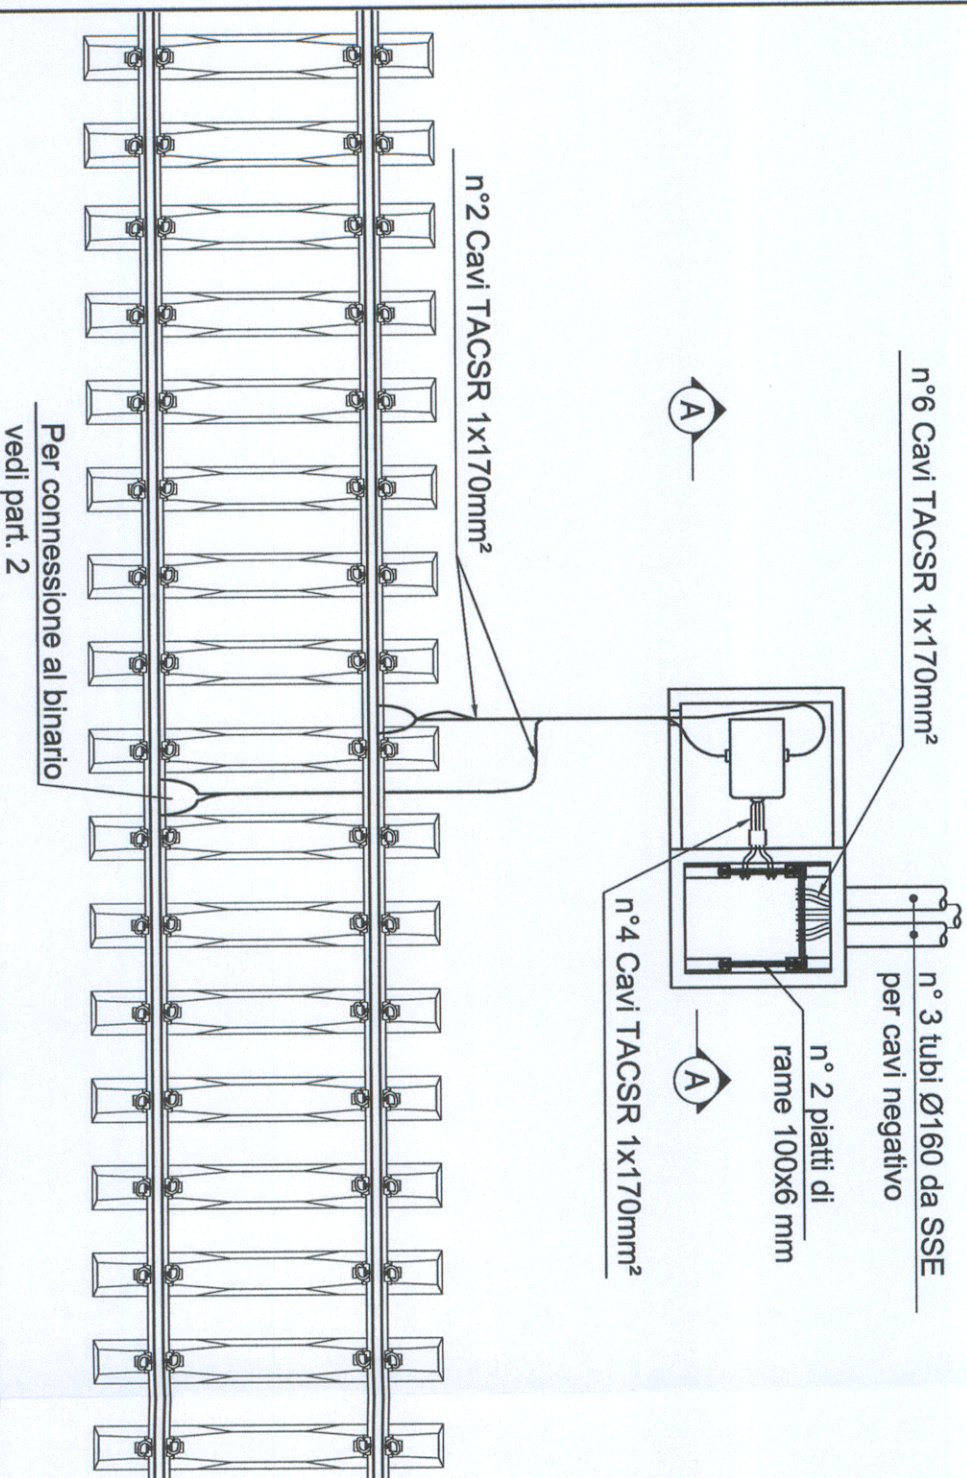 n° 3 tubi Ø160 da SSE
per cavi negativo
n°6 Cavi TACSR 1x170mm²
n° 2 piatti di
rame 100x6 mm
A
A
n°4 Cavi TACSR 1x170mm²
n°2 Cavi TACSR 1x170mm²
Per connessione al binario
vedi part. 2